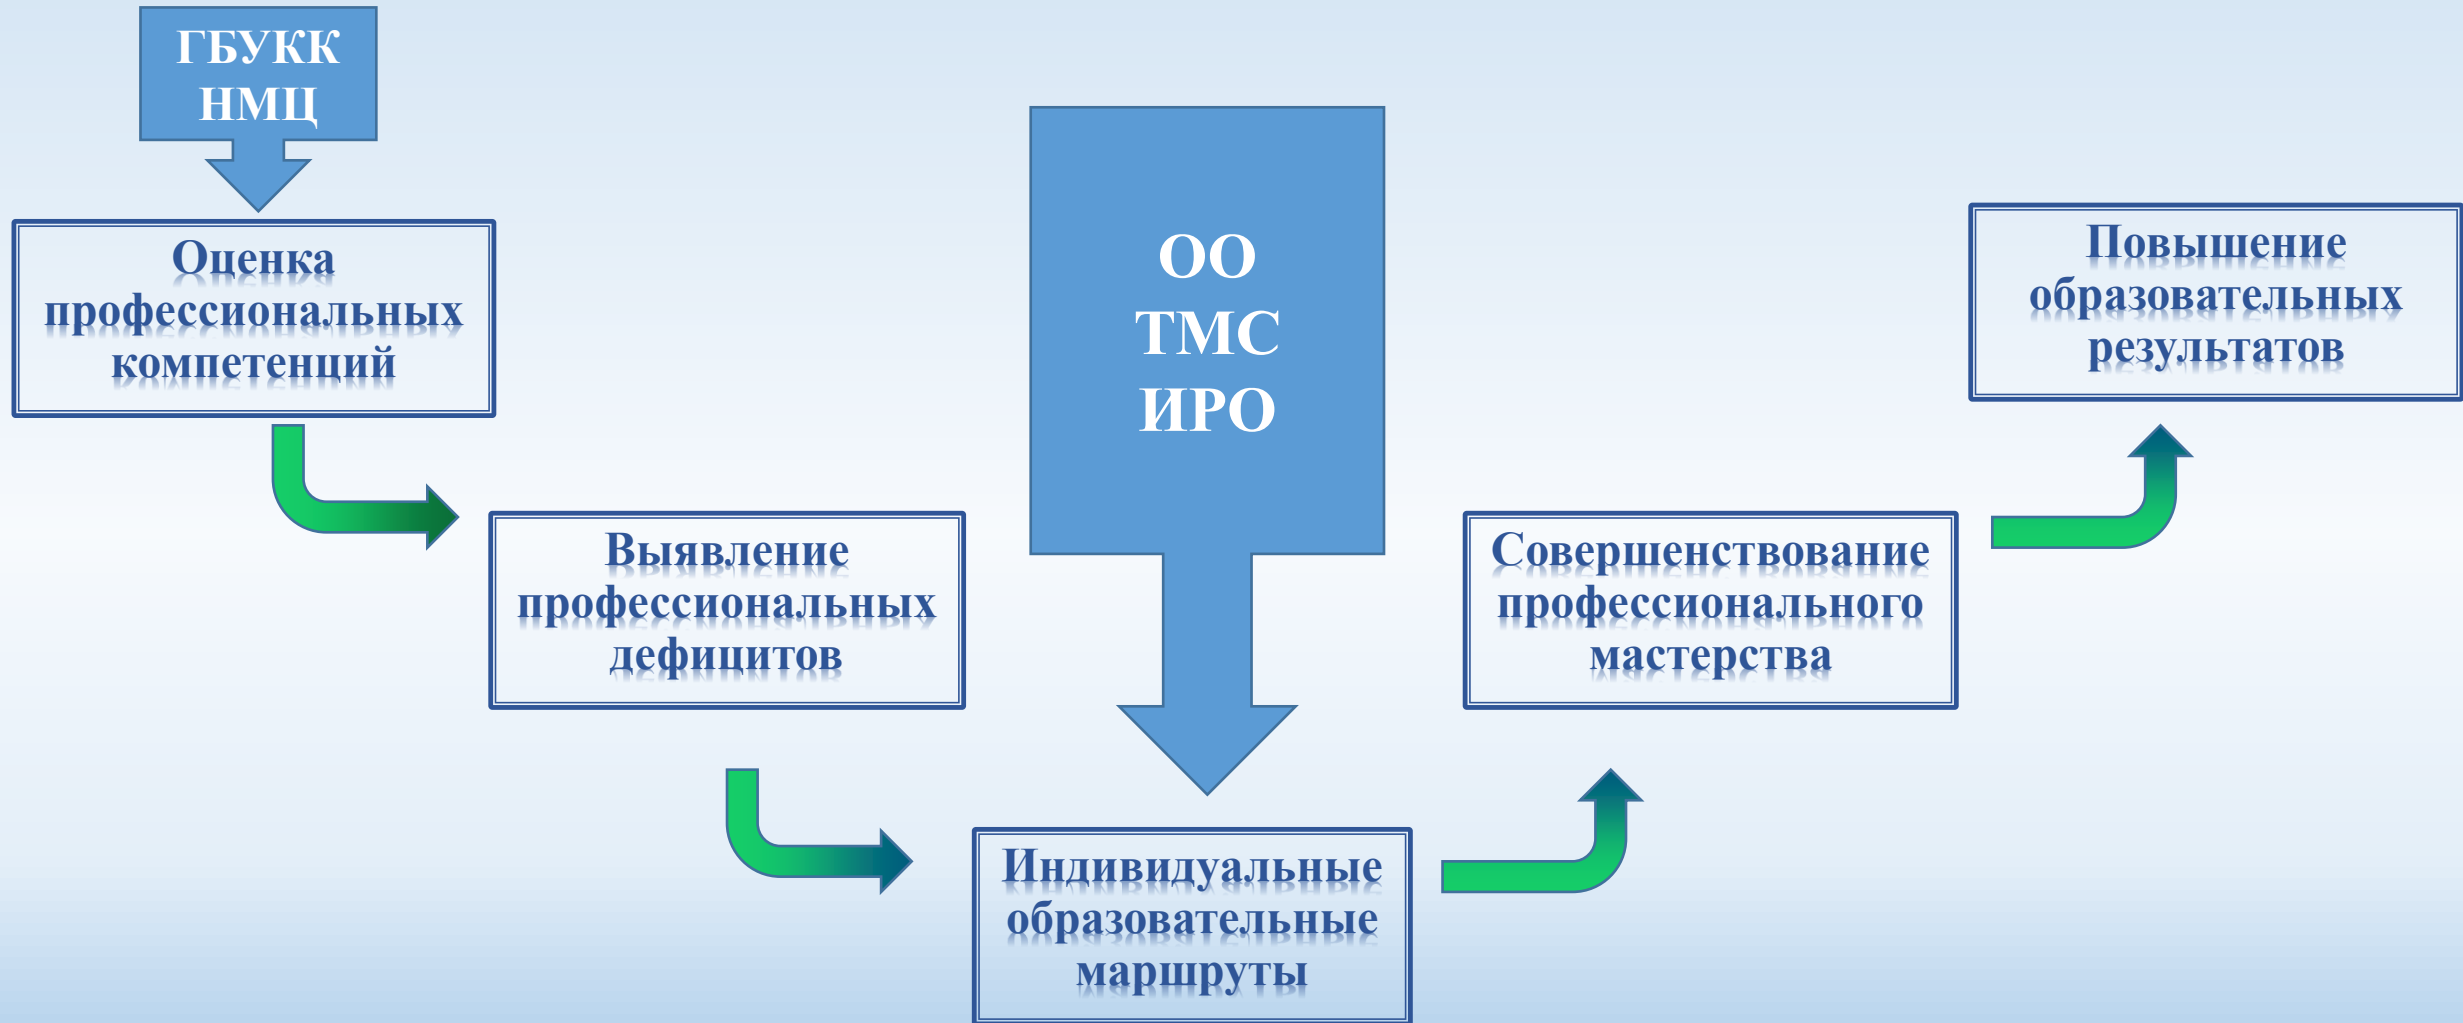 ГБУКК
НМЦ
Оценка
профессиональных
компетенций
Выявление
профессиональных
дефицитов
ОО
ТМС
ИРО
Индивидуальные
образовательные
маршруты
Совершенствование
профессионального
мастерства
Повышение
образовательных
результатов